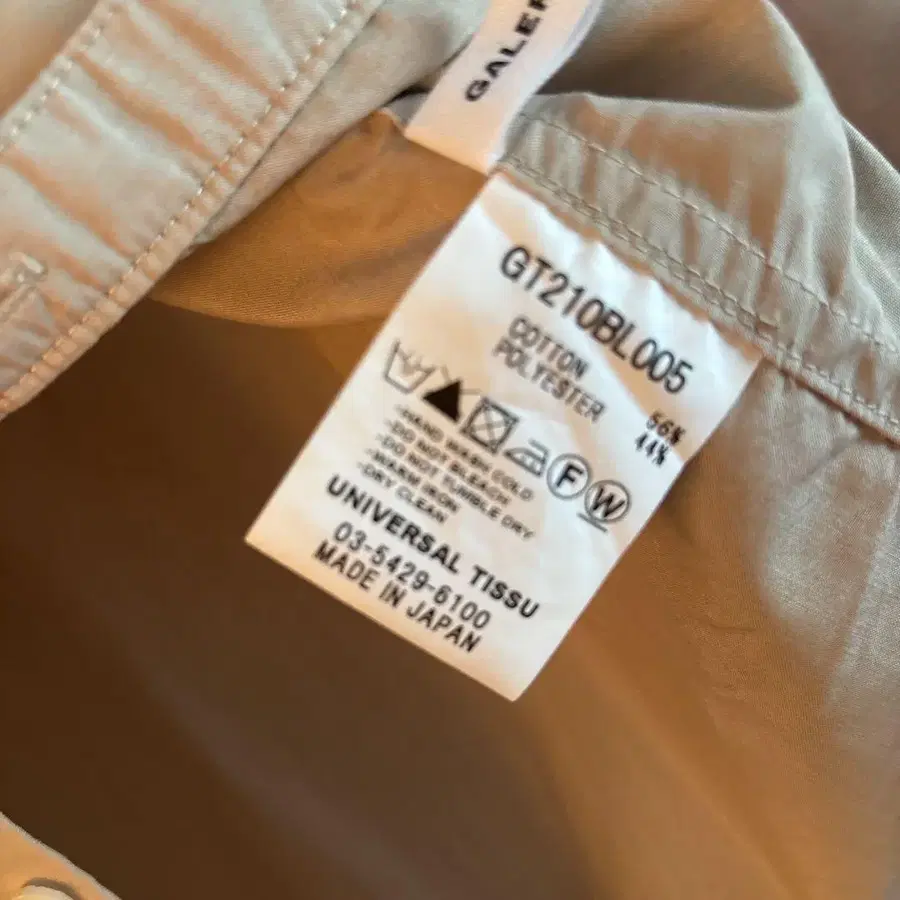 GALER
GT210BL005
COTTON 56%
POLYESTER 44%
F W
-HAND WASH COLD
-DO NOT BLEACH
-DO NOT TUMBLE DRY
-WARM IRON
-DRY CLEAN
UNIVERSAL TISSU
03-5429-6100
MADE IN JAPAN